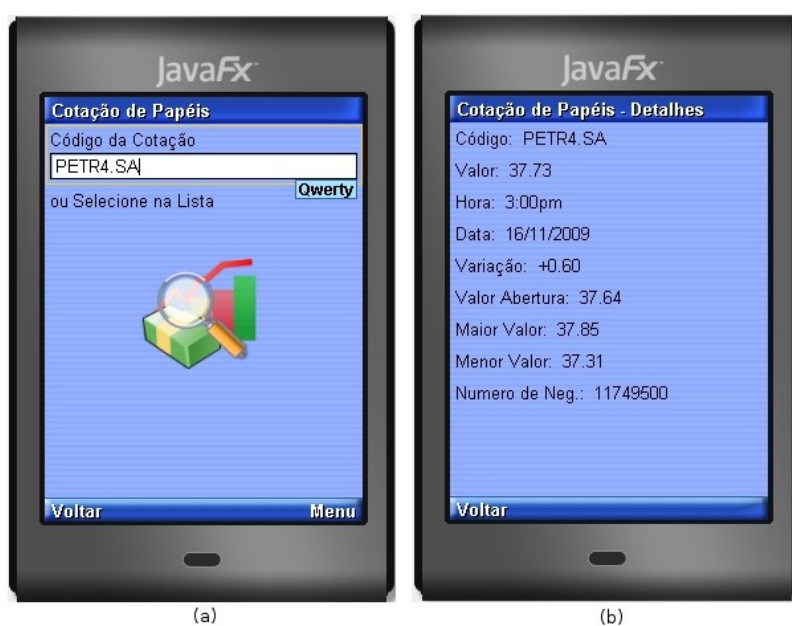 JavaFx
Cotação de Papéis
Código da Cotação
PETR4.SA
Qwerty
ou Selecione na Lista
Voltar
Menu
(a)
JavaFx
Cotação de Papéis - Detalhes
Código: PETR4.SA
Valor: 37.73
Hora: 3:00pm
Data: 16/11/2009
Variação: +0.60
Valor Abertura: 37.64
Maior Valor: 37.85
Menor Valor: 37.31
Numero de Neg.: 11749500
Voltar
(b)